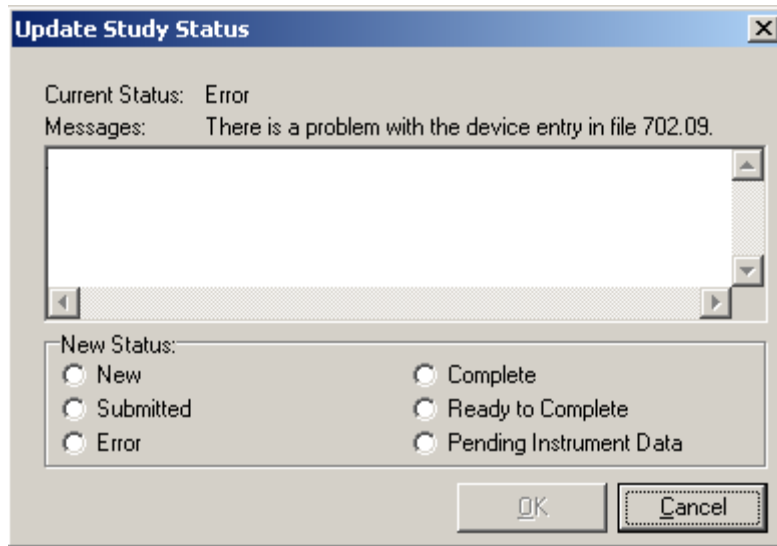 Update Study Status
Current Status: Error
Messages: There is a problem with the device entry in file 702.09.
New Status:
New
Complete
Submitted
Ready to Complete
Error
Pending Instrument Data
OK
Cancel